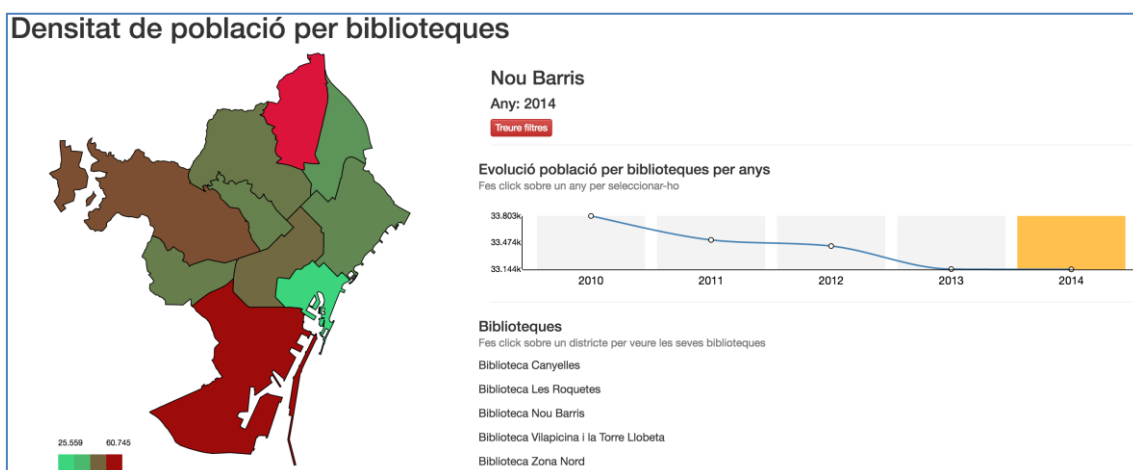 Densitat de població per biblioteques
Nou Barris
Any: 2014
Treure filtres
Evolució població per biblioteques per anys
Fes click sobre un any per seleccionar-ho
33.803k
33.474k
33.144k
2010 2011 2012 2013 2014
Biblioteques
Fes click sobre un districte per veure les seves biblioteques
Biblioteca Canyelles
Biblioteca Les Roquetes
Biblioteca Nou Barris
Biblioteca Vilapicina i la Torre Llobeta
Biblioteca Zona Nord
25.559 60.745